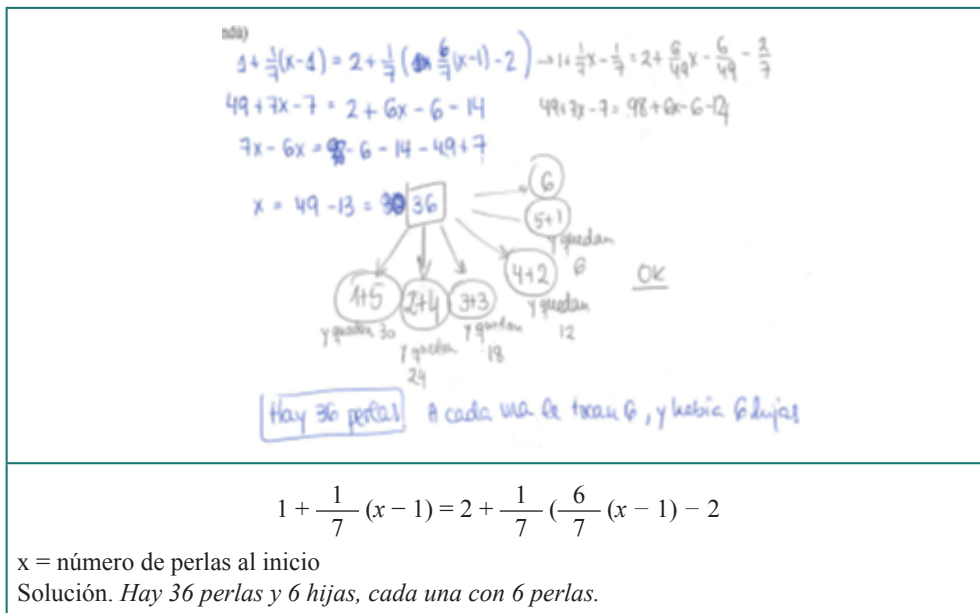 ndú)
1 + 1/7 (x - 1) = 2 + 1/7 ( 6/7 (x-1) - 2 ) → 1 + 1/7 x - 1/7 = 2 + 6/49 x - 6/49 - 2/7
49 + 7x - 7 = 2 + 6x - 6 - 14 49 + 7x - 7 = 98 + 6x - 6 - 14
7x - 6x = 98 - 6 - 14 - 49 + 7
x = 49 - 13 = 36
6
5+1
y quedan
6
4+2
y quedan
12
OK
1+5
y quedan 30
2+4
y quedan
24
3+3
y quedan
18
Hay 36 perlas A cada una le tocan 6, y había 6 hijas
1 + 1/7 (x − 1) = 2 + 1/7 ( 6/7 (x − 1) − 2
x = número de perlas al inicio
Solución. Hay 36 perlas y 6 hijas, cada una con 6 perlas.